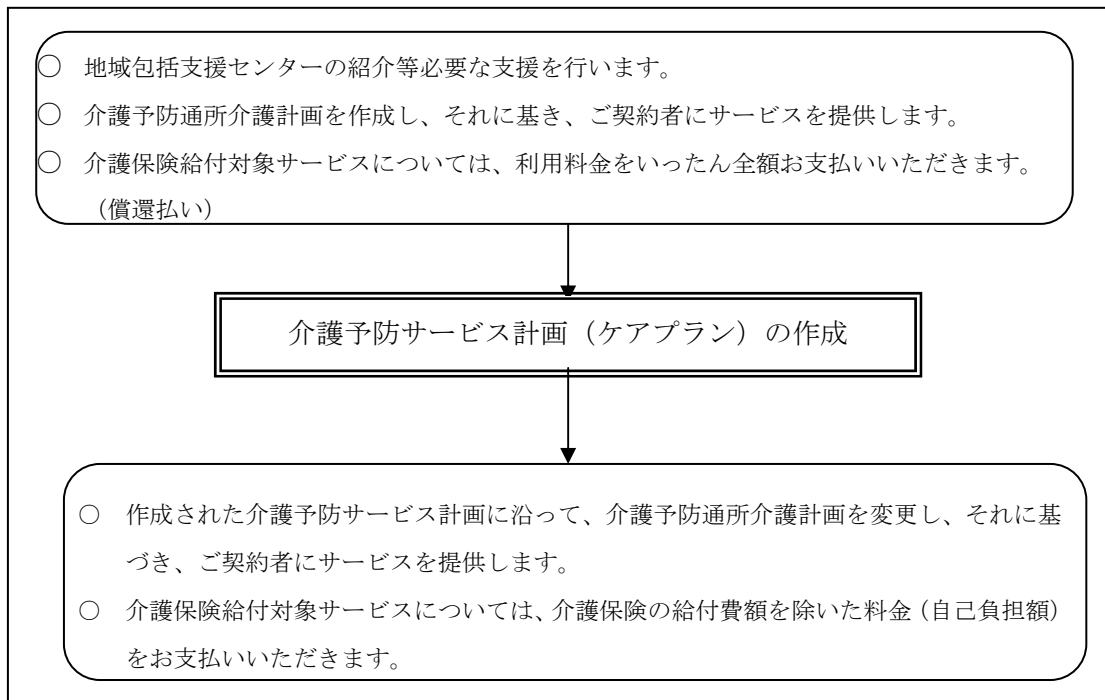 ○ 地域包括支援センターの紹介等必要な支援を行います。
○ 介護予防通所介護計画を作成し、それに基き、ご契約者にサービスを提供します。
○ 介護保険給付対象サービスについては、利用料金をいったん全額お支払いいただきます。
（償還払い）
介護予防サービス計画（ケアプラン）の作成
○ 作成された介護予防サービス計画に沿って、介護予防通所介護計画を変更し、それに基
づき、ご契約者にサービスを提供します。
○ 介護保険給付対象サービスについては、介護保険の給付費額を除いた料金（自己負担額）
をお支払いいただきます。